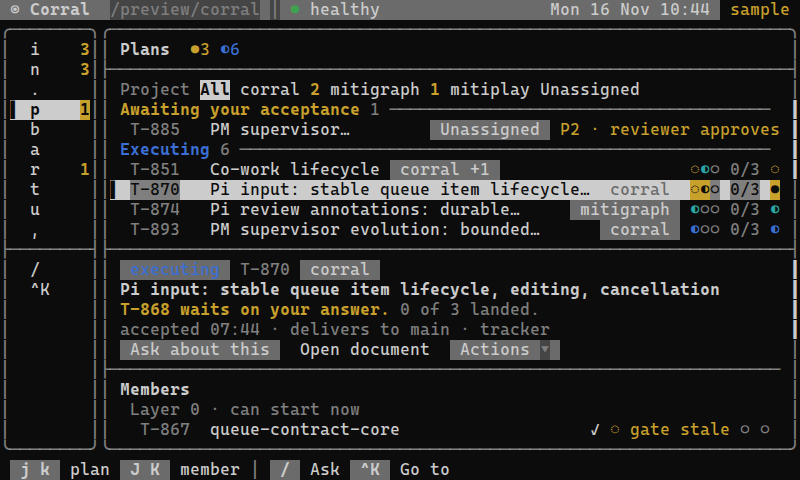 Corral /preview/corral healthy Mon 16 Nov 10:44 sample
i 3
n 3
.
p 1
b
a
r 1
t
u
,
/
^K
Plans 3 6
Project All corral 2 mitigraph 1 mitiplay Unassigned
Awaiting your acceptance 1
T-885 PM supervisor… Unassigned P2 · reviewer approves
Executing 6
T-851 Co-work lifecycle corral +1 0/3
T-870 Pi input: stable queue item lifecycle… corral 0/3
T-874 Pi review annotations: durable… mitigraph 0/3
T-893 PM supervisor evolution: bounded… corral 0/3
executing T-870 corral
Pi input: stable queue item lifecycle, editing, cancellation
T-868 waits on your answer. 0 of 3 landed.
accepted 07:44 · delivers to main · tracker
Ask about this Open document Actions
Members
Layer 0 · can start now
T-867 queue-contract-core ✓ gate stale
j k plan J K member / Ask ^K Go to